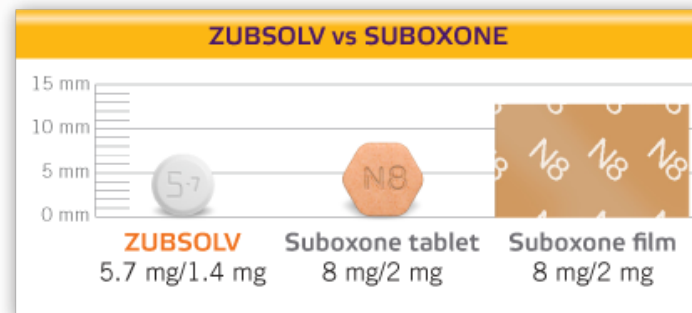 ZUBSOLV vs SUBOXONE
15 mm
10 mm
5 mm
0 mm
5.7
N8
N8 N8 N8
ZUBSOLV
5.7 mg/1.4 mg
Suboxone tablet
8 mg/2 mg
Suboxone film
8 mg/2 mg